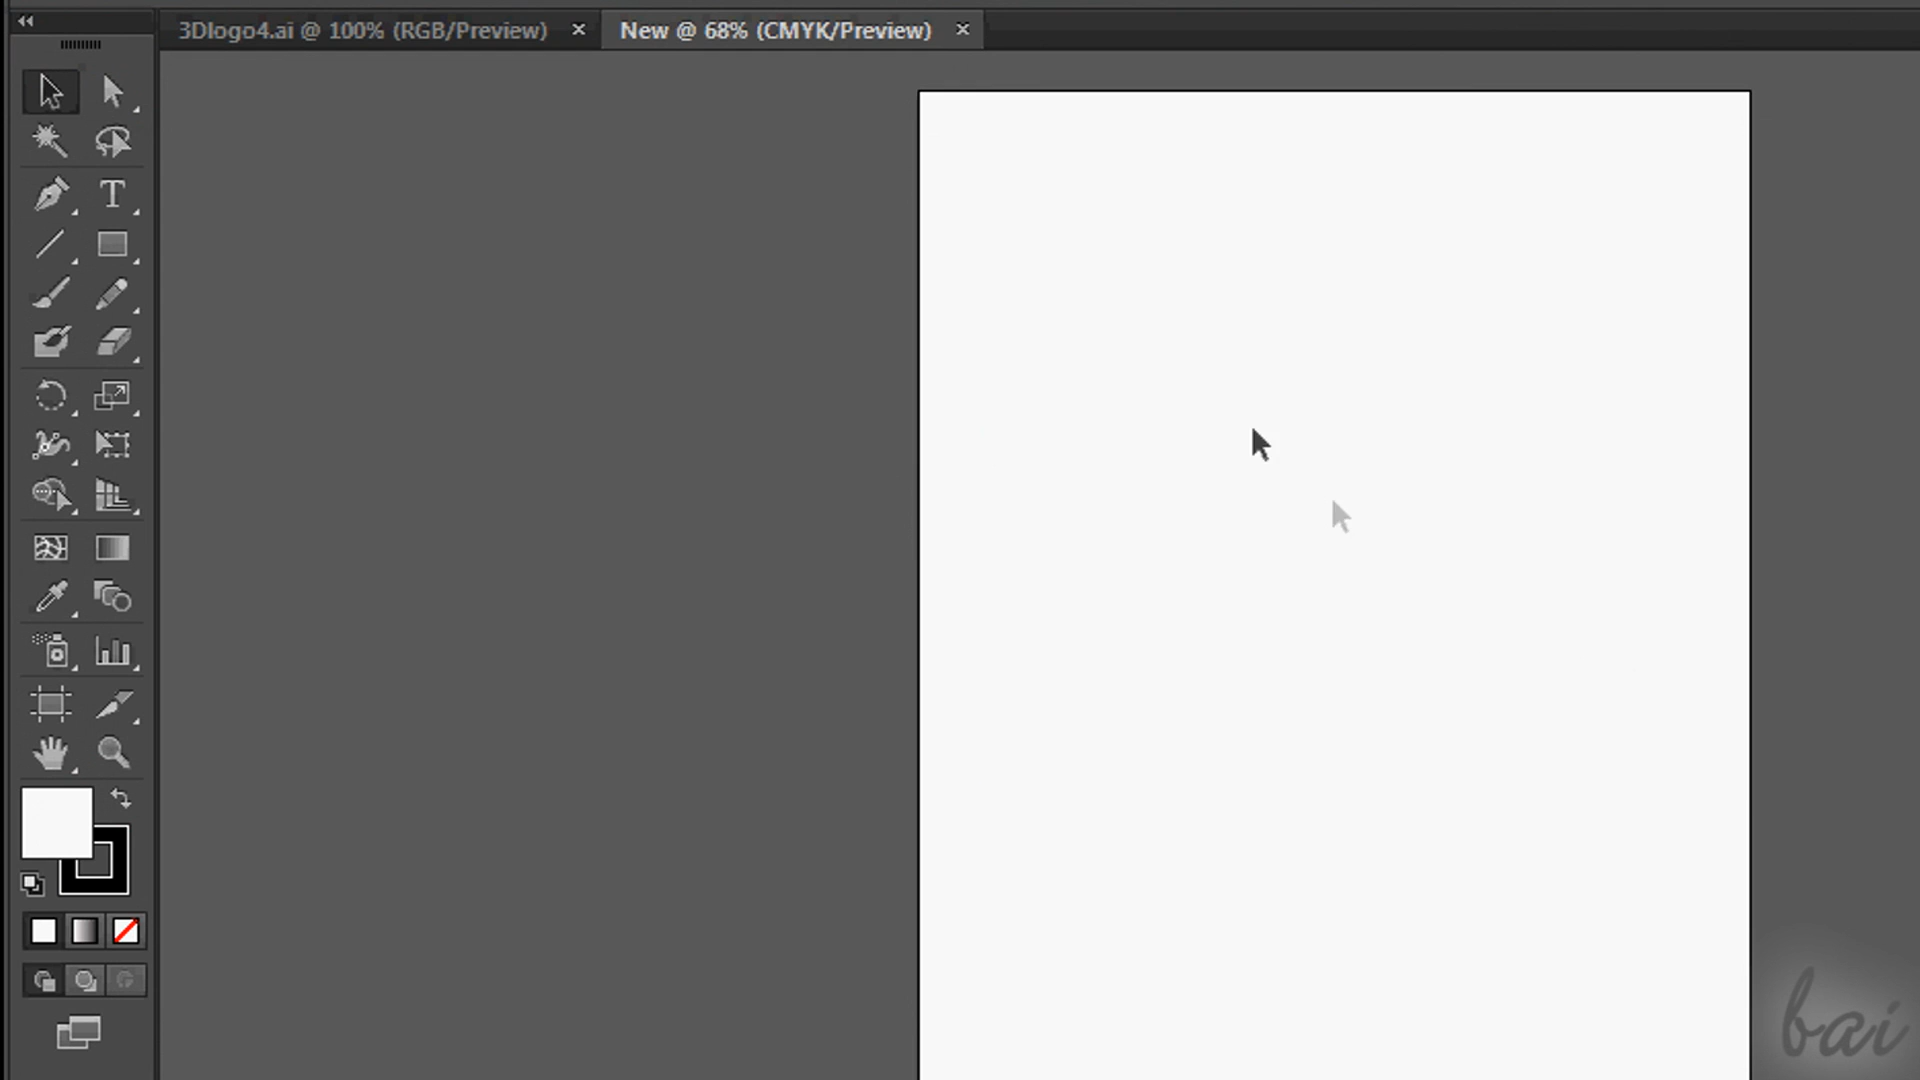 3Dlogo4.ai @ 100% (RGB/Preview) ×
New @ 68% (CMYK/Preview) ×
bai